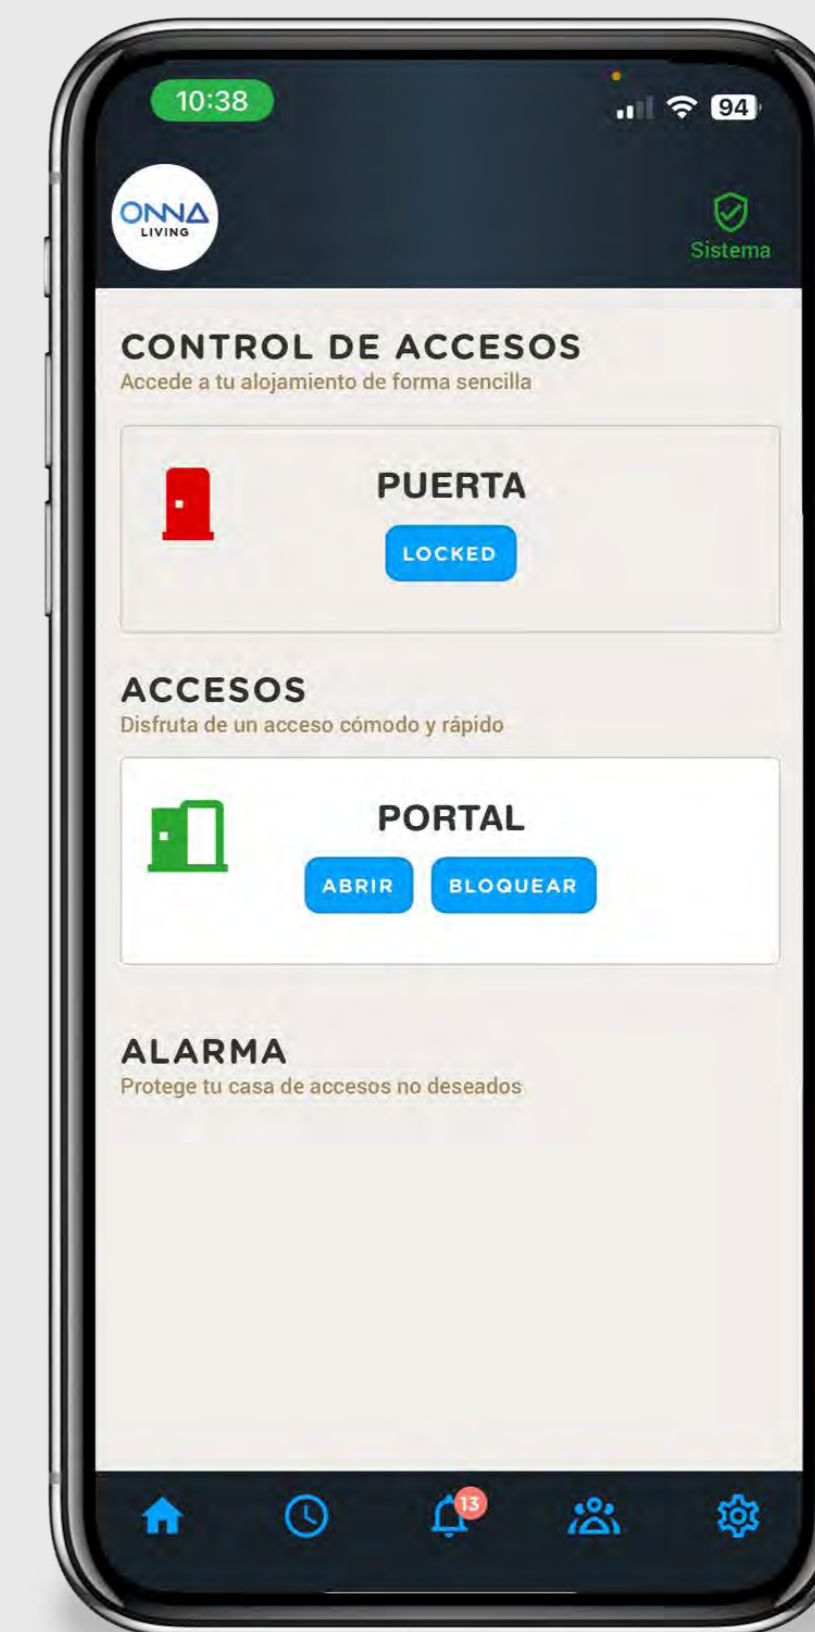 10:38
94
ONNA
LIVING
Sistema
CONTROL DE ACCESOS
Accede a tu alojamiento de forma sencilla
PUERTA
LOCKED
ACCESOS
Disfruta de un acceso cómodo y rápido
PORTAL
ABRIR BLOQUEAR
ALARMA
Protege tu casa de accesos no deseados
13